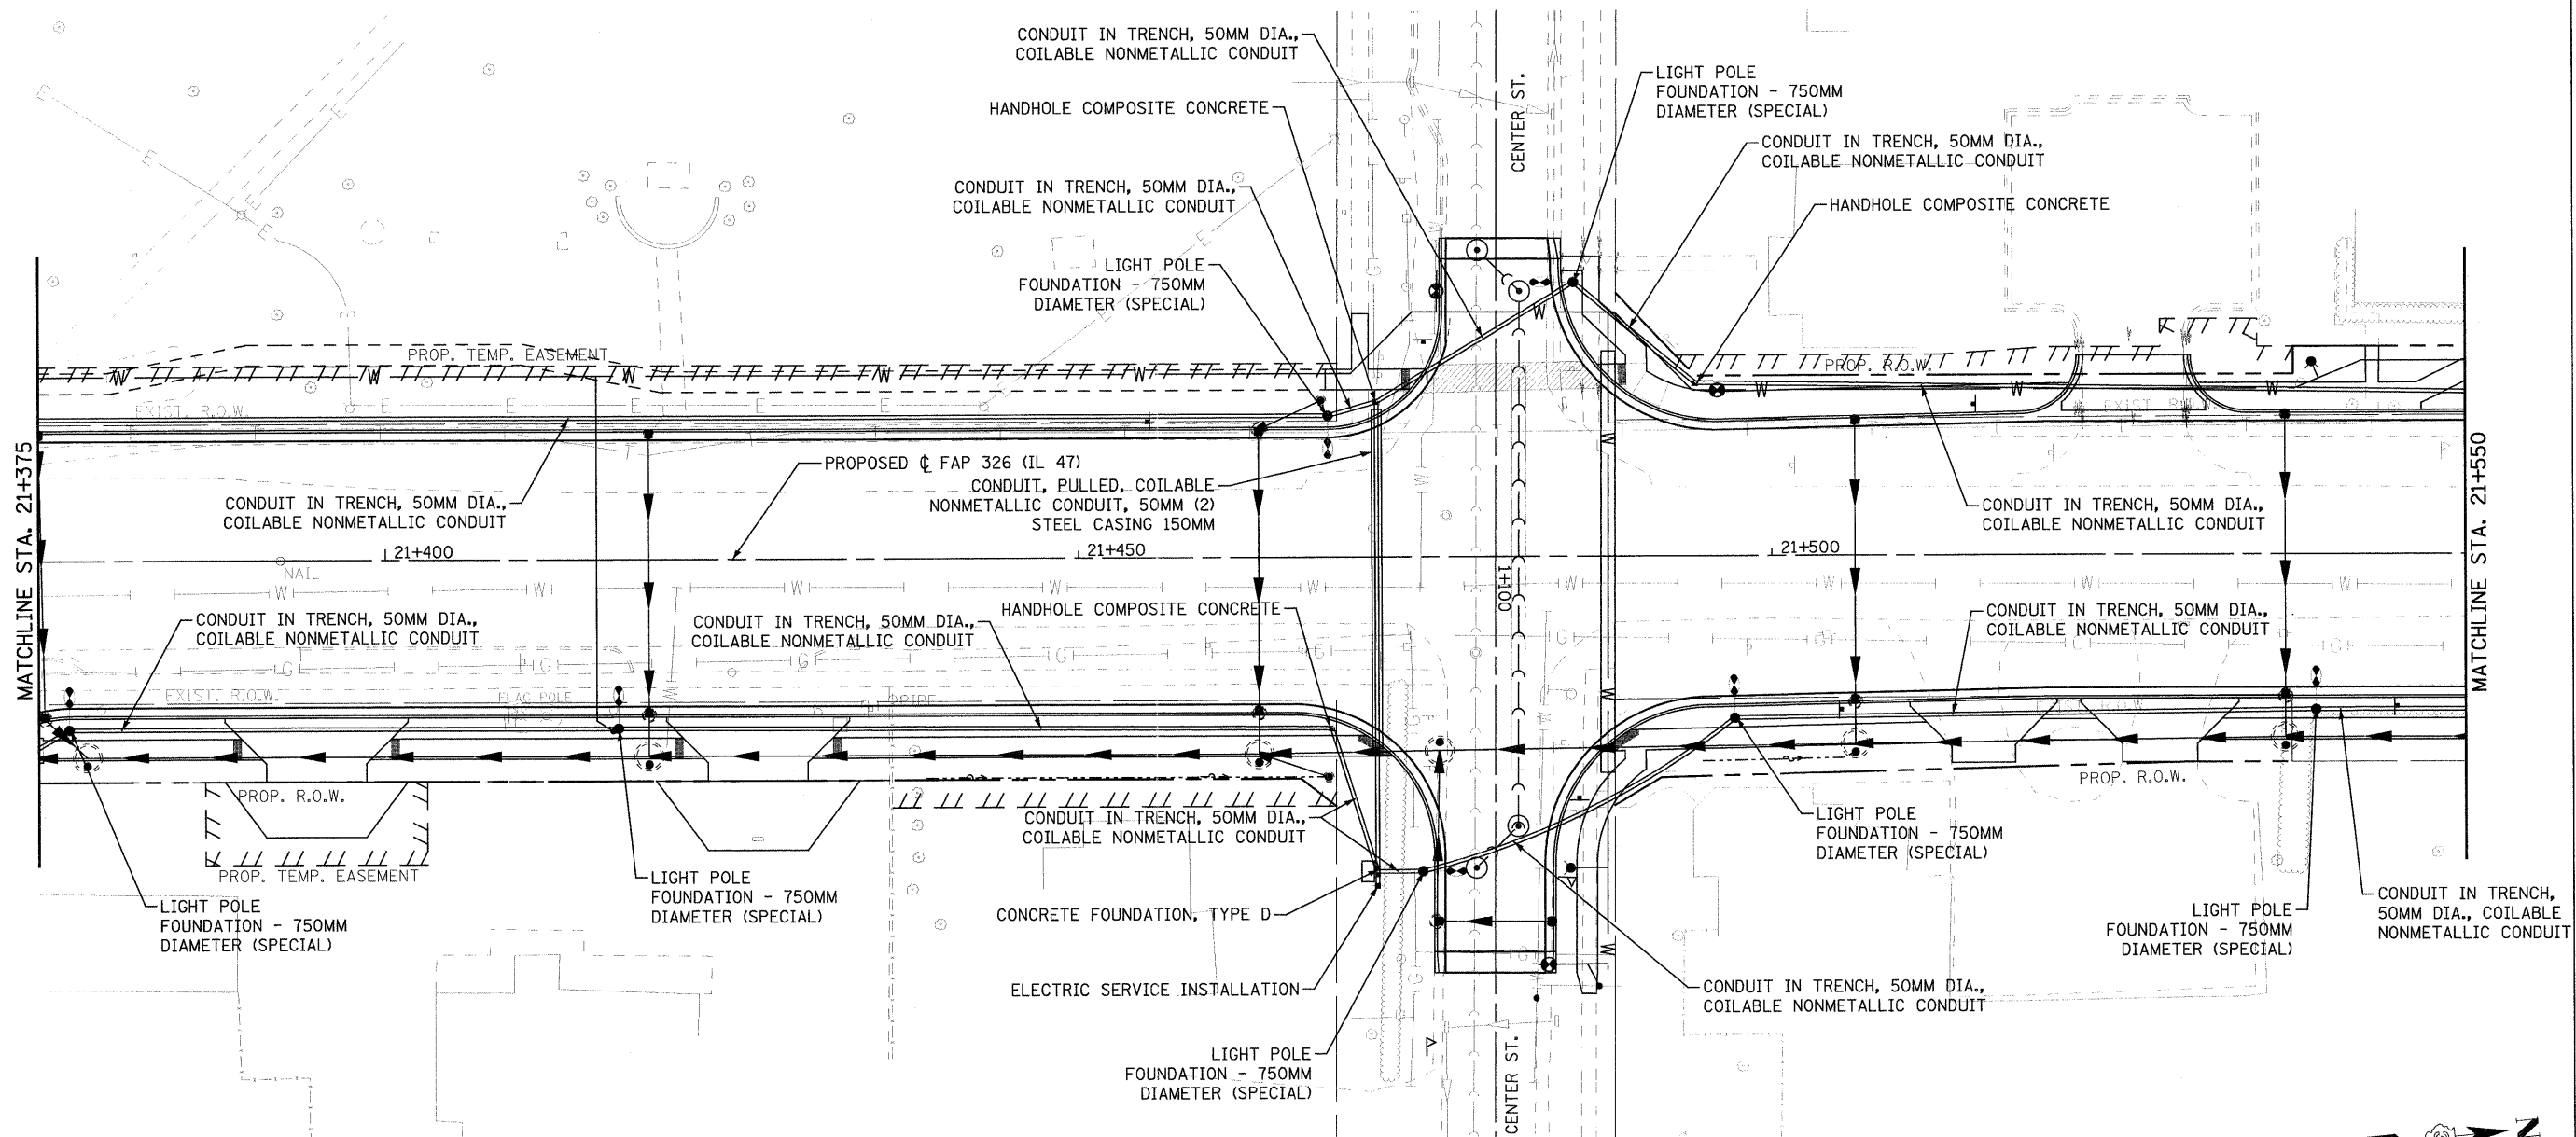 CONDUIT IN TRENCH, 50MM DIA.,
COILABLE NONMETALLIC CONDUIT
HANDHOLE COMPOSITE CONCRETE
CONDUIT IN TRENCH, 50MM DIA.,
COILABLE NONMETALLIC CONDUIT
LIGHT POLE
FOUNDATION - 750MM
DIAMETER (SPECIAL)
CENTER ST.
LIGHT POLE
FOUNDATION - 750MM
DIAMETER (SPECIAL)
CONDUIT IN TRENCH, 50MM DIA.,
COILABLE NONMETALLIC CONDUIT
HANDHOLE COMPOSITE CONCRETE
PROP. TEMP. EASEMENT
PROP. R.O.W.
EXIST. R.O.W.
EXIST. R.O.W.
MATCHLINE STA. 21+375
CONDUIT IN TRENCH, 50MM DIA.,
COILABLE NONMETALLIC CONDUIT
PROPOSED ℄ FAP 326 (IL 47)
CONDUIT, PULLED, COILABLE
NONMETALLIC CONDUIT, 50MM (2)
STEEL CASING 150MM
CONDUIT IN TRENCH, 50MM DIA.,
COILABLE NONMETALLIC CONDUIT
MATCHLINE STA. 21+550
21+400
21+450
21+500
NAIL
1+100
CONDUIT IN TRENCH, 50MM DIA.,
COILABLE NONMETALLIC CONDUIT
CONDUIT IN TRENCH, 50MM DIA.,
COILABLE NONMETALLIC CONDUIT
HANDHOLE COMPOSITE CONCRETE
CONDUIT IN TRENCH, 50MM DIA.,
COILABLE NONMETALLIC CONDUIT
EXIST. R.O.W.
FLAG POLE
PROP. R.O.W.
PROP. R.O.W.
PROP. TEMP. EASEMENT
CONDUIT IN TRENCH, 50MM DIA.,
COILABLE NONMETALLIC CONDUIT
LIGHT POLE
FOUNDATION - 750MM
DIAMETER (SPECIAL)
LIGHT POLE
FOUNDATION - 750MM
DIAMETER (SPECIAL)
LIGHT POLE
FOUNDATION - 750MM
DIAMETER (SPECIAL)
CONCRETE FOUNDATION, TYPE D
LIGHT POLE
FOUNDATION - 750MM
DIAMETER (SPECIAL)
CONDUIT IN TRENCH,
50MM DIA., COILABLE
NONMETALLIC CONDUIT
ELECTRIC SERVICE INSTALLATION
CONDUIT IN TRENCH, 50MM DIA.,
COILABLE NONMETALLIC CONDUIT
LIGHT POLE
FOUNDATION - 750MM
DIAMETER (SPECIAL)
CENTER ST.
N